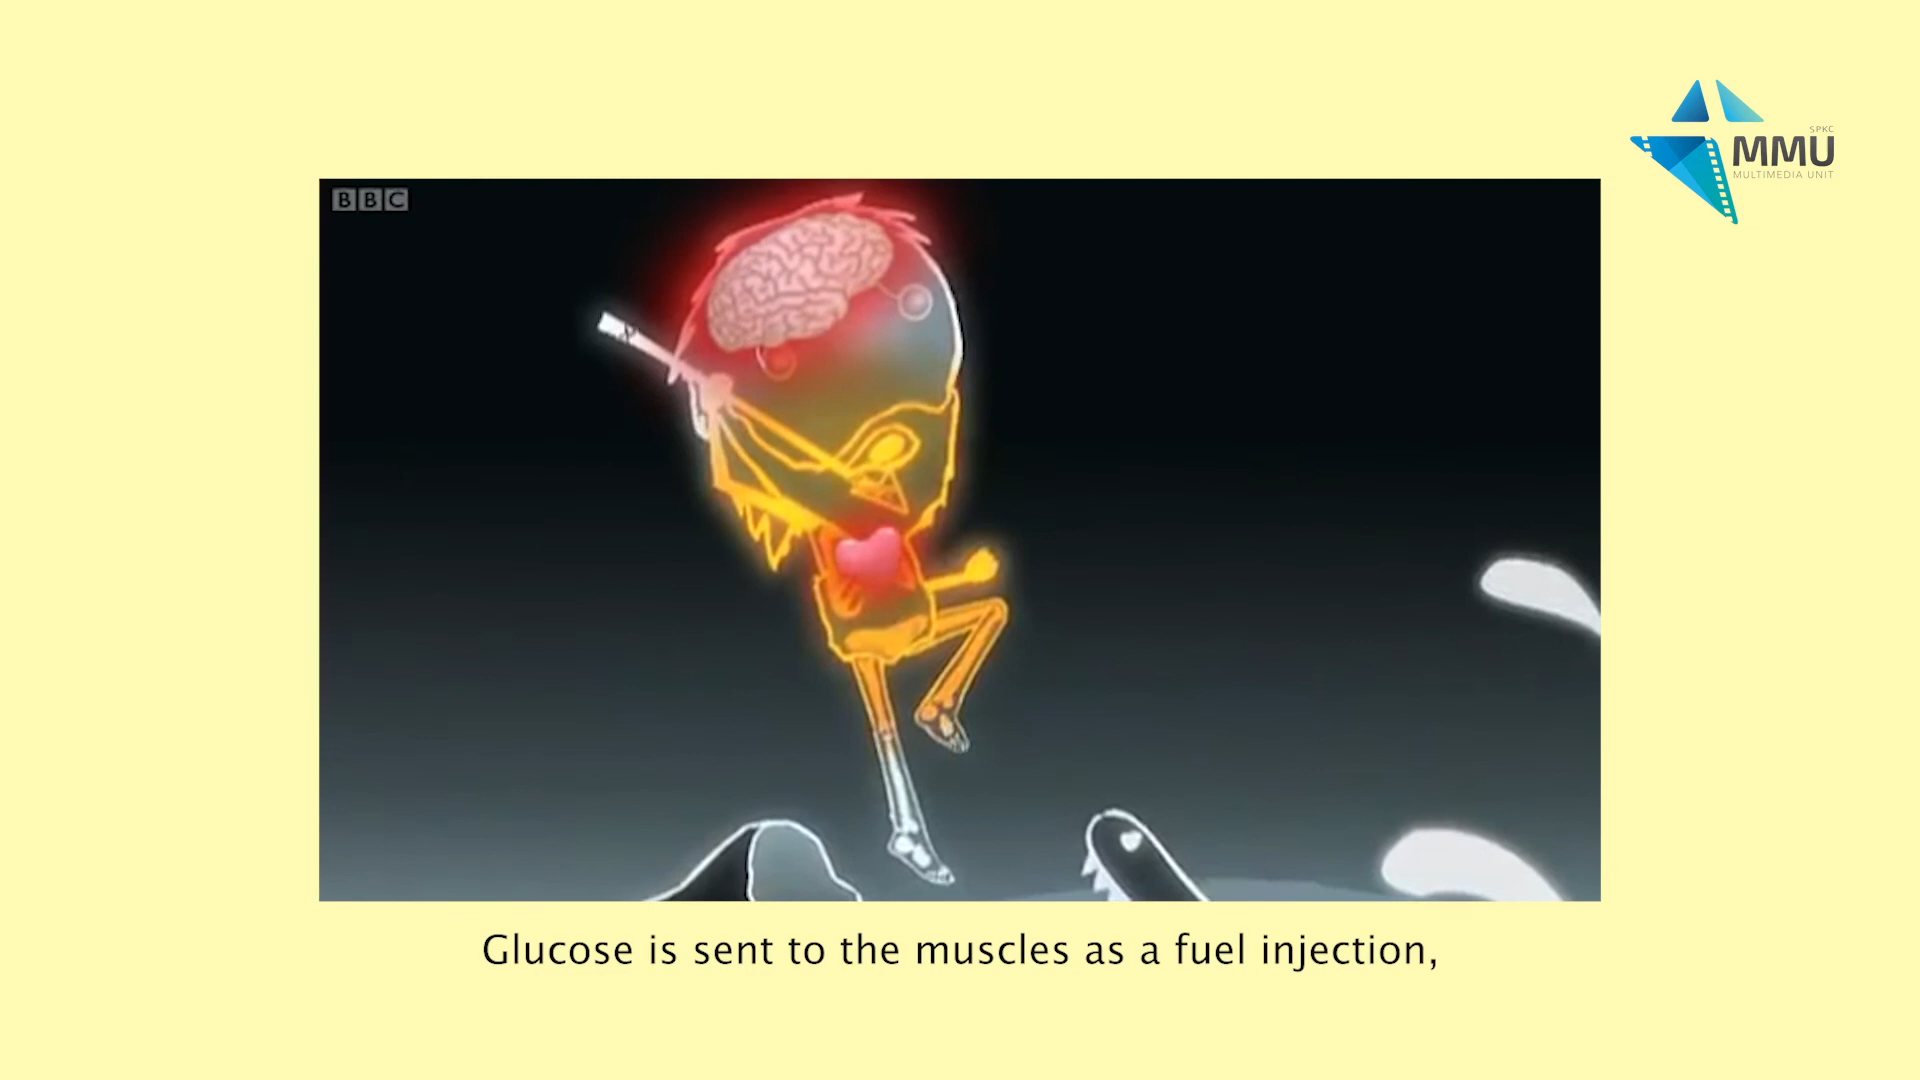 SPKC
MMU
MULTIMEDIA UNIT
BBC
Glucose is sent to the muscles as a fuel injection,